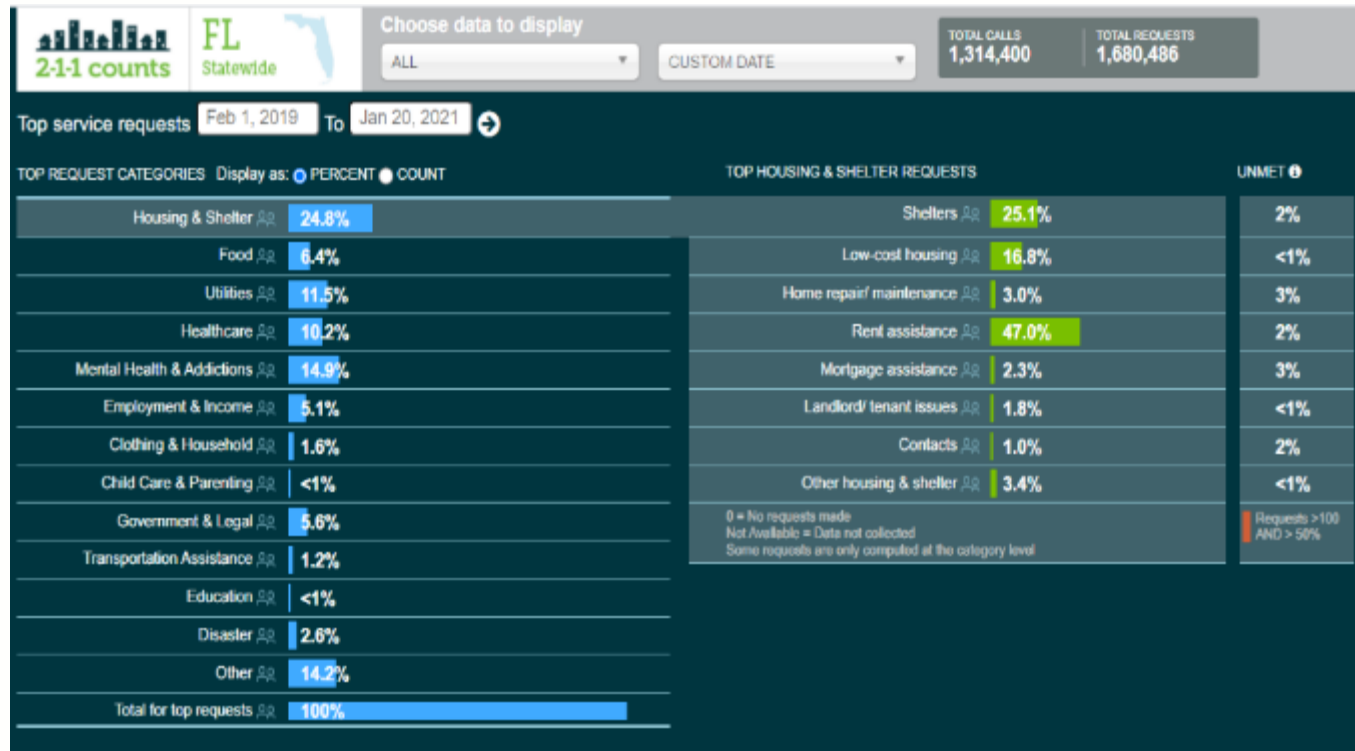 2-1-1 counts
FL
Statewide
Choose data to display
ALL
CUSTOM DATE
TOTAL CALLS
1,314,400
TOTAL REQUESTS
1,680,486
Top service requests Feb 1, 2019 To Jan 20, 2021
TOP REQUEST CATEGORIES Display as: PERCENT COUNT
Housing & Shelter 24.8%
Food 6.4%
Utilities 11.5%
Healthcare 10.2%
Mental Health & Addictions 14.9%
Employment & Income 5.1%
Clothing & Household 1.6%
Child Care & Parenting <1%
Government & Legal 5.6%
Transportation Assistance 1.2%
Education <1%
Disaster 2.6%
Other 14.2%
Total for top requests 100%
TOP HOUSING & SHELTER REQUESTS UNMET
Shelters 25.1% 2%
Low-cost housing 16.8% <1%
Home repair/ maintenance 3.0% 3%
Rent assistance 47.0% 2%
Mortgage assistance 2.3% 3%
Landlord/ tenant issues 1.8% <1%
Contacts 1.0% 2%
Other housing & shelter 3.4% <1%
0 = No requests made
Not Available = Data not collected
Some requests are only computed at the category level
Requests >100
AND > 50%